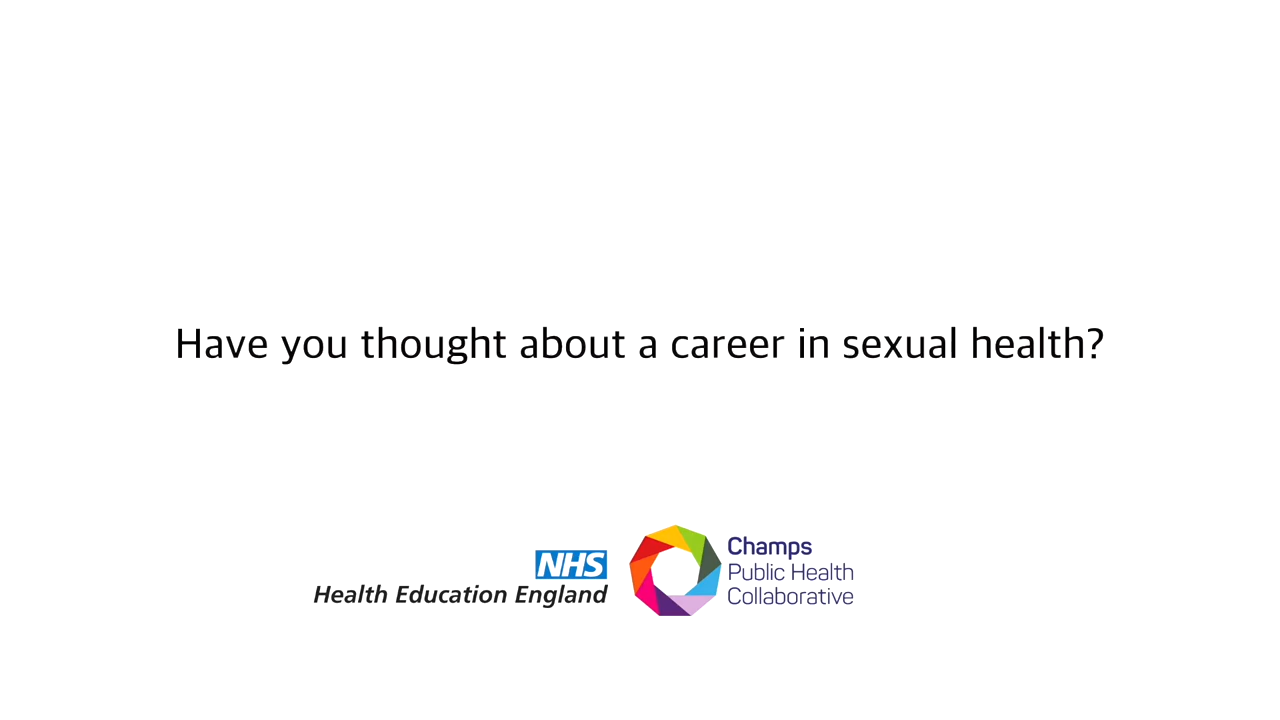 Have you thought about a career in sexual health?
NHS
Health Education England
Champs
Public Health
Collaborative